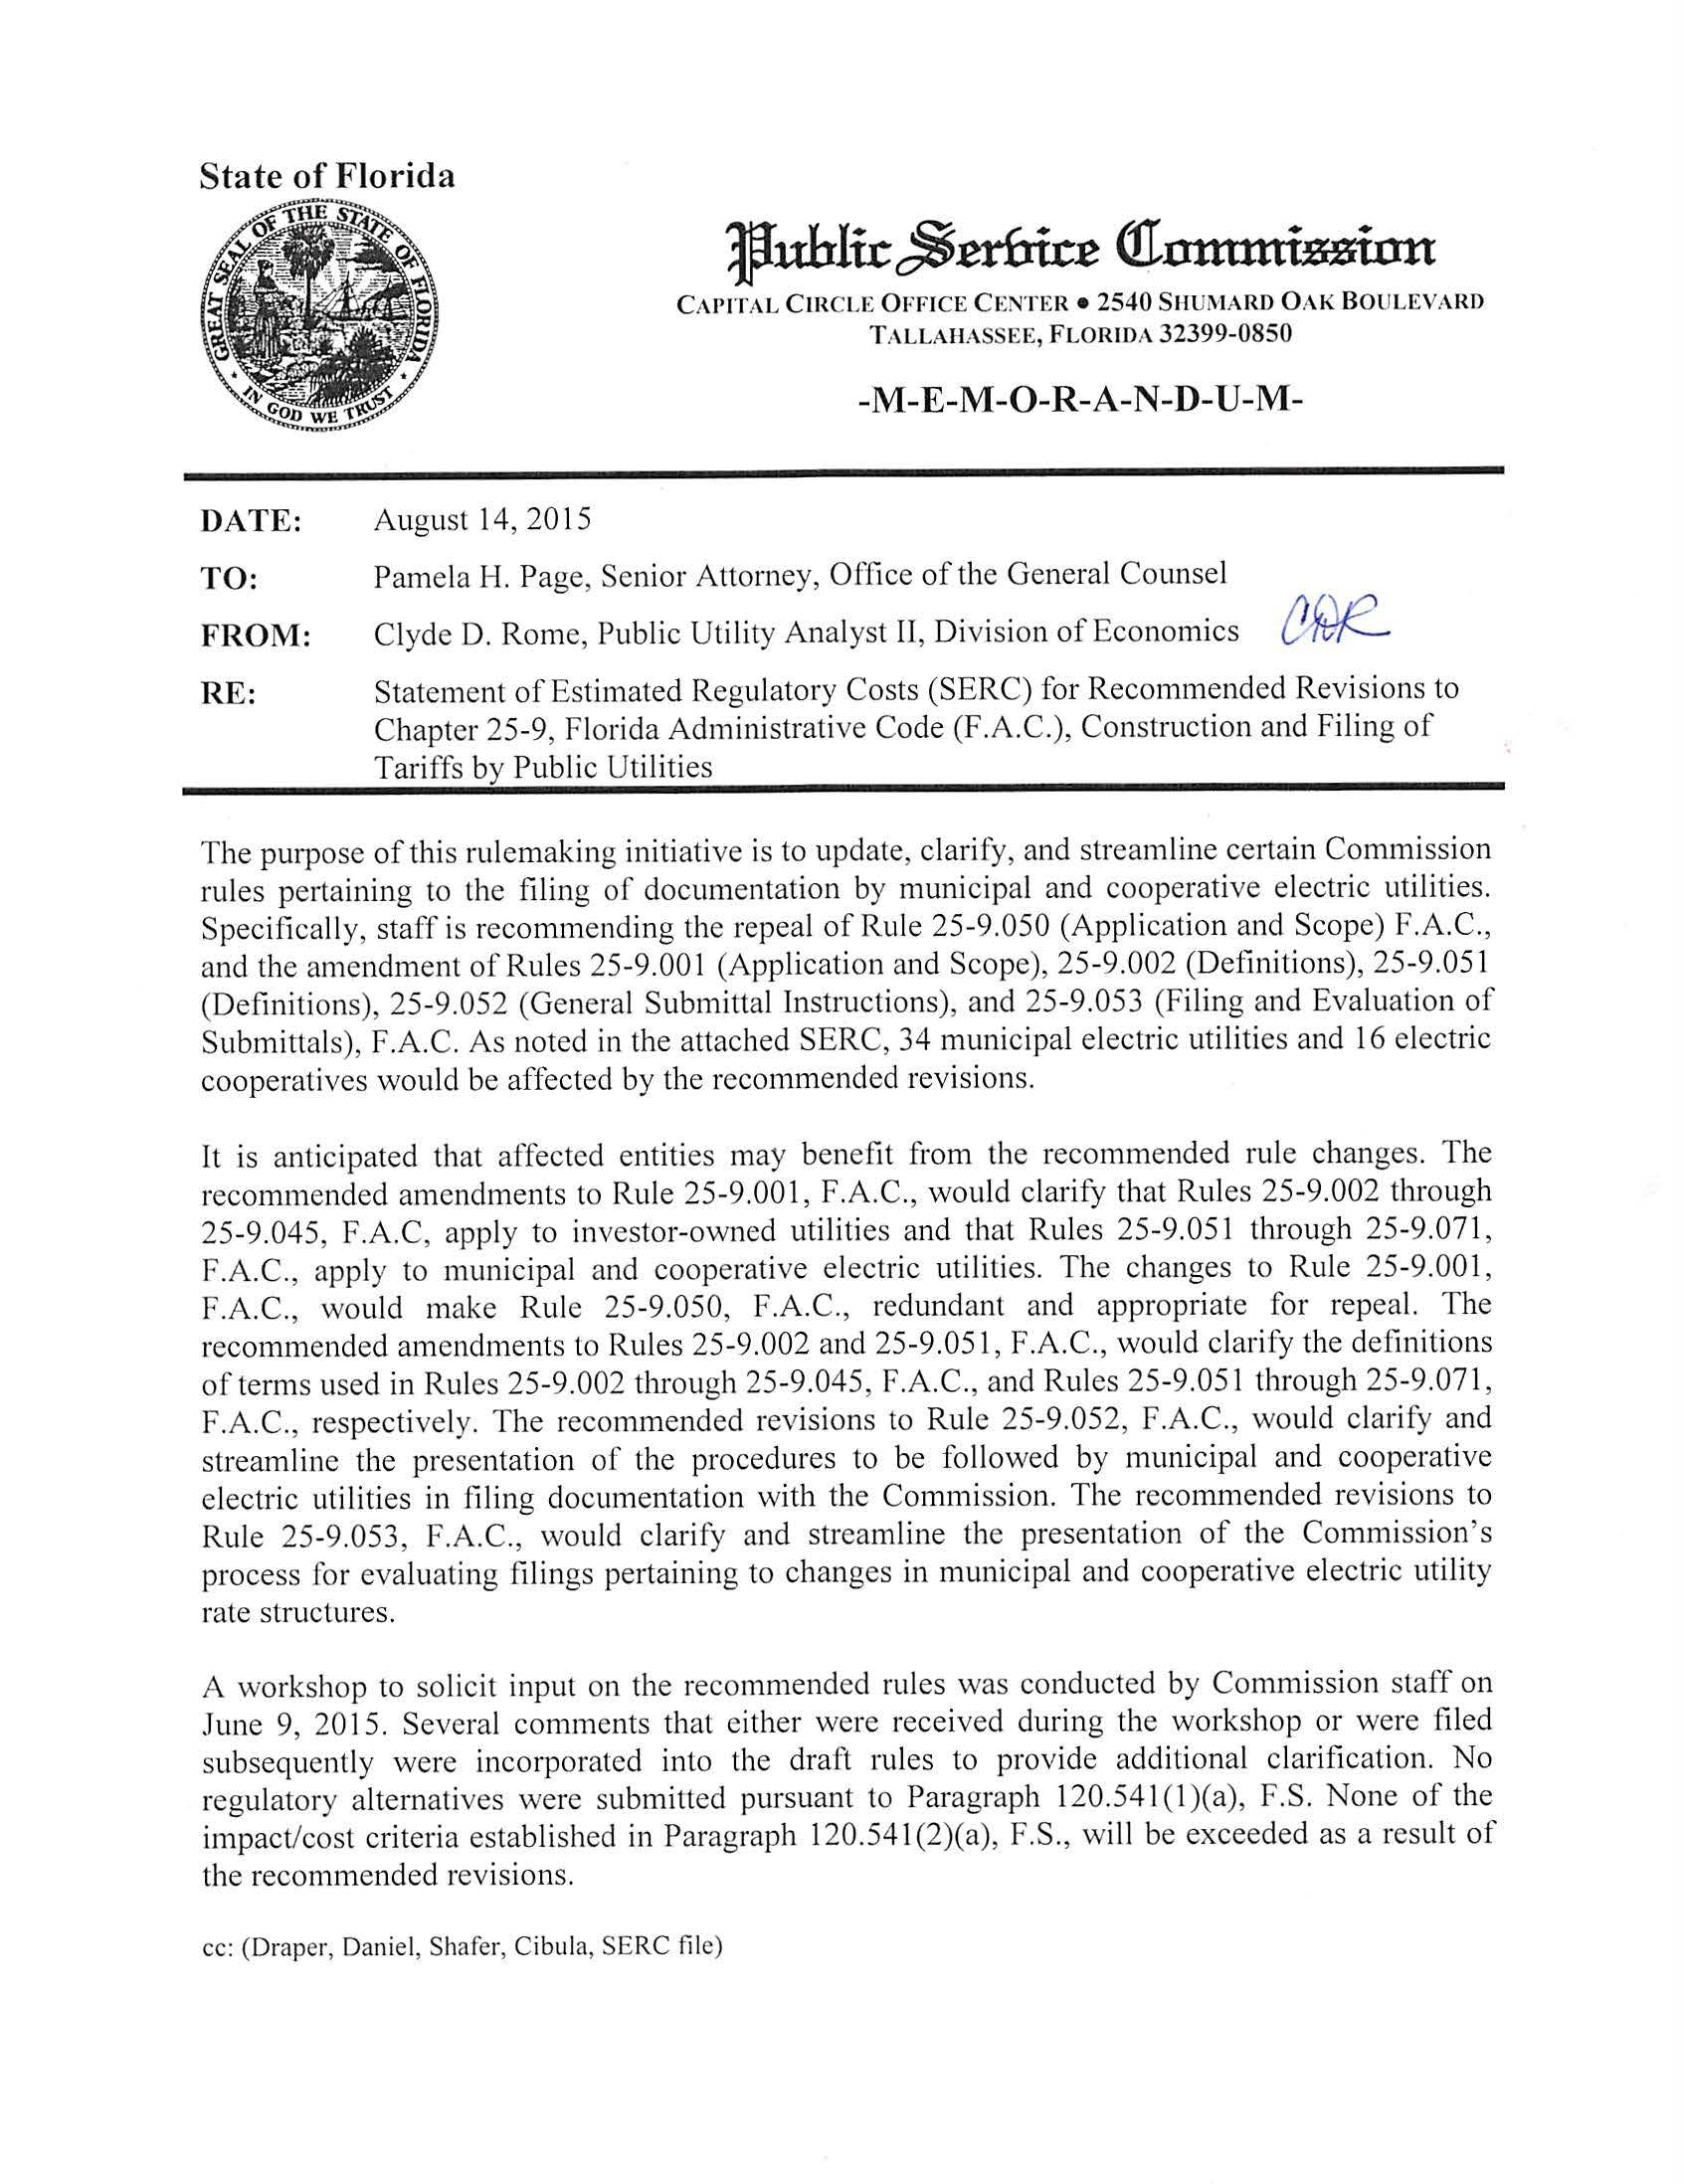 State of Florida
GREAT SEAL OF THE STATE OF FLORIDA
IN GOD WE TRUST
Public Service Commission
CAPITAL CIRCLE OFFICE CENTER ● 2540 SHUMARD OAK BOULEVARD
TALLAHASSEE, FLORIDA 32399-0850
-M-E-M-O-R-A-N-D-U-M-
DATE: August 14, 2015
TO: Pamela H. Page, Senior Attorney, Office of the General Counsel
FROM: Clyde D. Rome, Public Utility Analyst II, Division of Economics CDR
RE: Statement of Estimated Regulatory Costs (SERC) for Recommended Revisions to
Chapter 25-9, Florida Administrative Code (F.A.C.), Construction and Filing of
Tariffs by Public Utilities
The purpose of this rulemaking initiative is to update, clarify, and streamline certain Commission
rules pertaining to the filing of documentation by municipal and cooperative electric utilities.
Specifically, staff is recommending the repeal of Rule 25-9.050 (Application and Scope) F.A.C.,
and the amendment of Rules 25-9.001 (Application and Scope), 25-9.002 (Definitions), 25-9.051
(Definitions), 25-9.052 (General Submittal Instructions), and 25-9.053 (Filing and Evaluation of
Submittals), F.A.C. As noted in the attached SERC, 34 municipal electric utilities and 16 electric
cooperatives would be affected by the recommended revisions.
It is anticipated that affected entities may benefit from the recommended rule changes. The
recommended amendments to Rule 25-9.001, F.A.C., would clarify that Rules 25-9.002 through
25-9.045, F.A.C, apply to investor-owned utilities and that Rules 25-9.051 through 25-9.071,
F.A.C., apply to municipal and cooperative electric utilities. The changes to Rule 25-9.001,
F.A.C., would make Rule 25-9.050, F.A.C., redundant and appropriate for repeal. The
recommended amendments to Rules 25-9.002 and 25-9.051, F.A.C., would clarify the definitions
of terms used in Rules 25-9.002 through 25-9.045, F.A.C., and Rules 25-9.051 through 25-9.071,
F.A.C., respectively. The recommended revisions to Rule 25-9.052, F.A.C., would clarify and
streamline the presentation of the procedures to be followed by municipal and cooperative
electric utilities in filing documentation with the Commission. The recommended revisions to
Rule 25-9.053, F.A.C., would clarify and streamline the presentation of the Commission's
process for evaluating filings pertaining to changes in municipal and cooperative electric utility
rate structures.
A workshop to solicit input on the recommended rules was conducted by Commission staff on
June 9, 2015. Several comments that either were received during the workshop or were filed
subsequently were incorporated into the draft rules to provide additional clarification. No
regulatory alternatives were submitted pursuant to Paragraph 120.541(1)(a), F.S. None of the
impact/cost criteria established in Paragraph 120.541(2)(a), F.S., will be exceeded as a result of
the recommended revisions.
cc: (Draper, Daniel, Shafer, Cibula, SERC file)